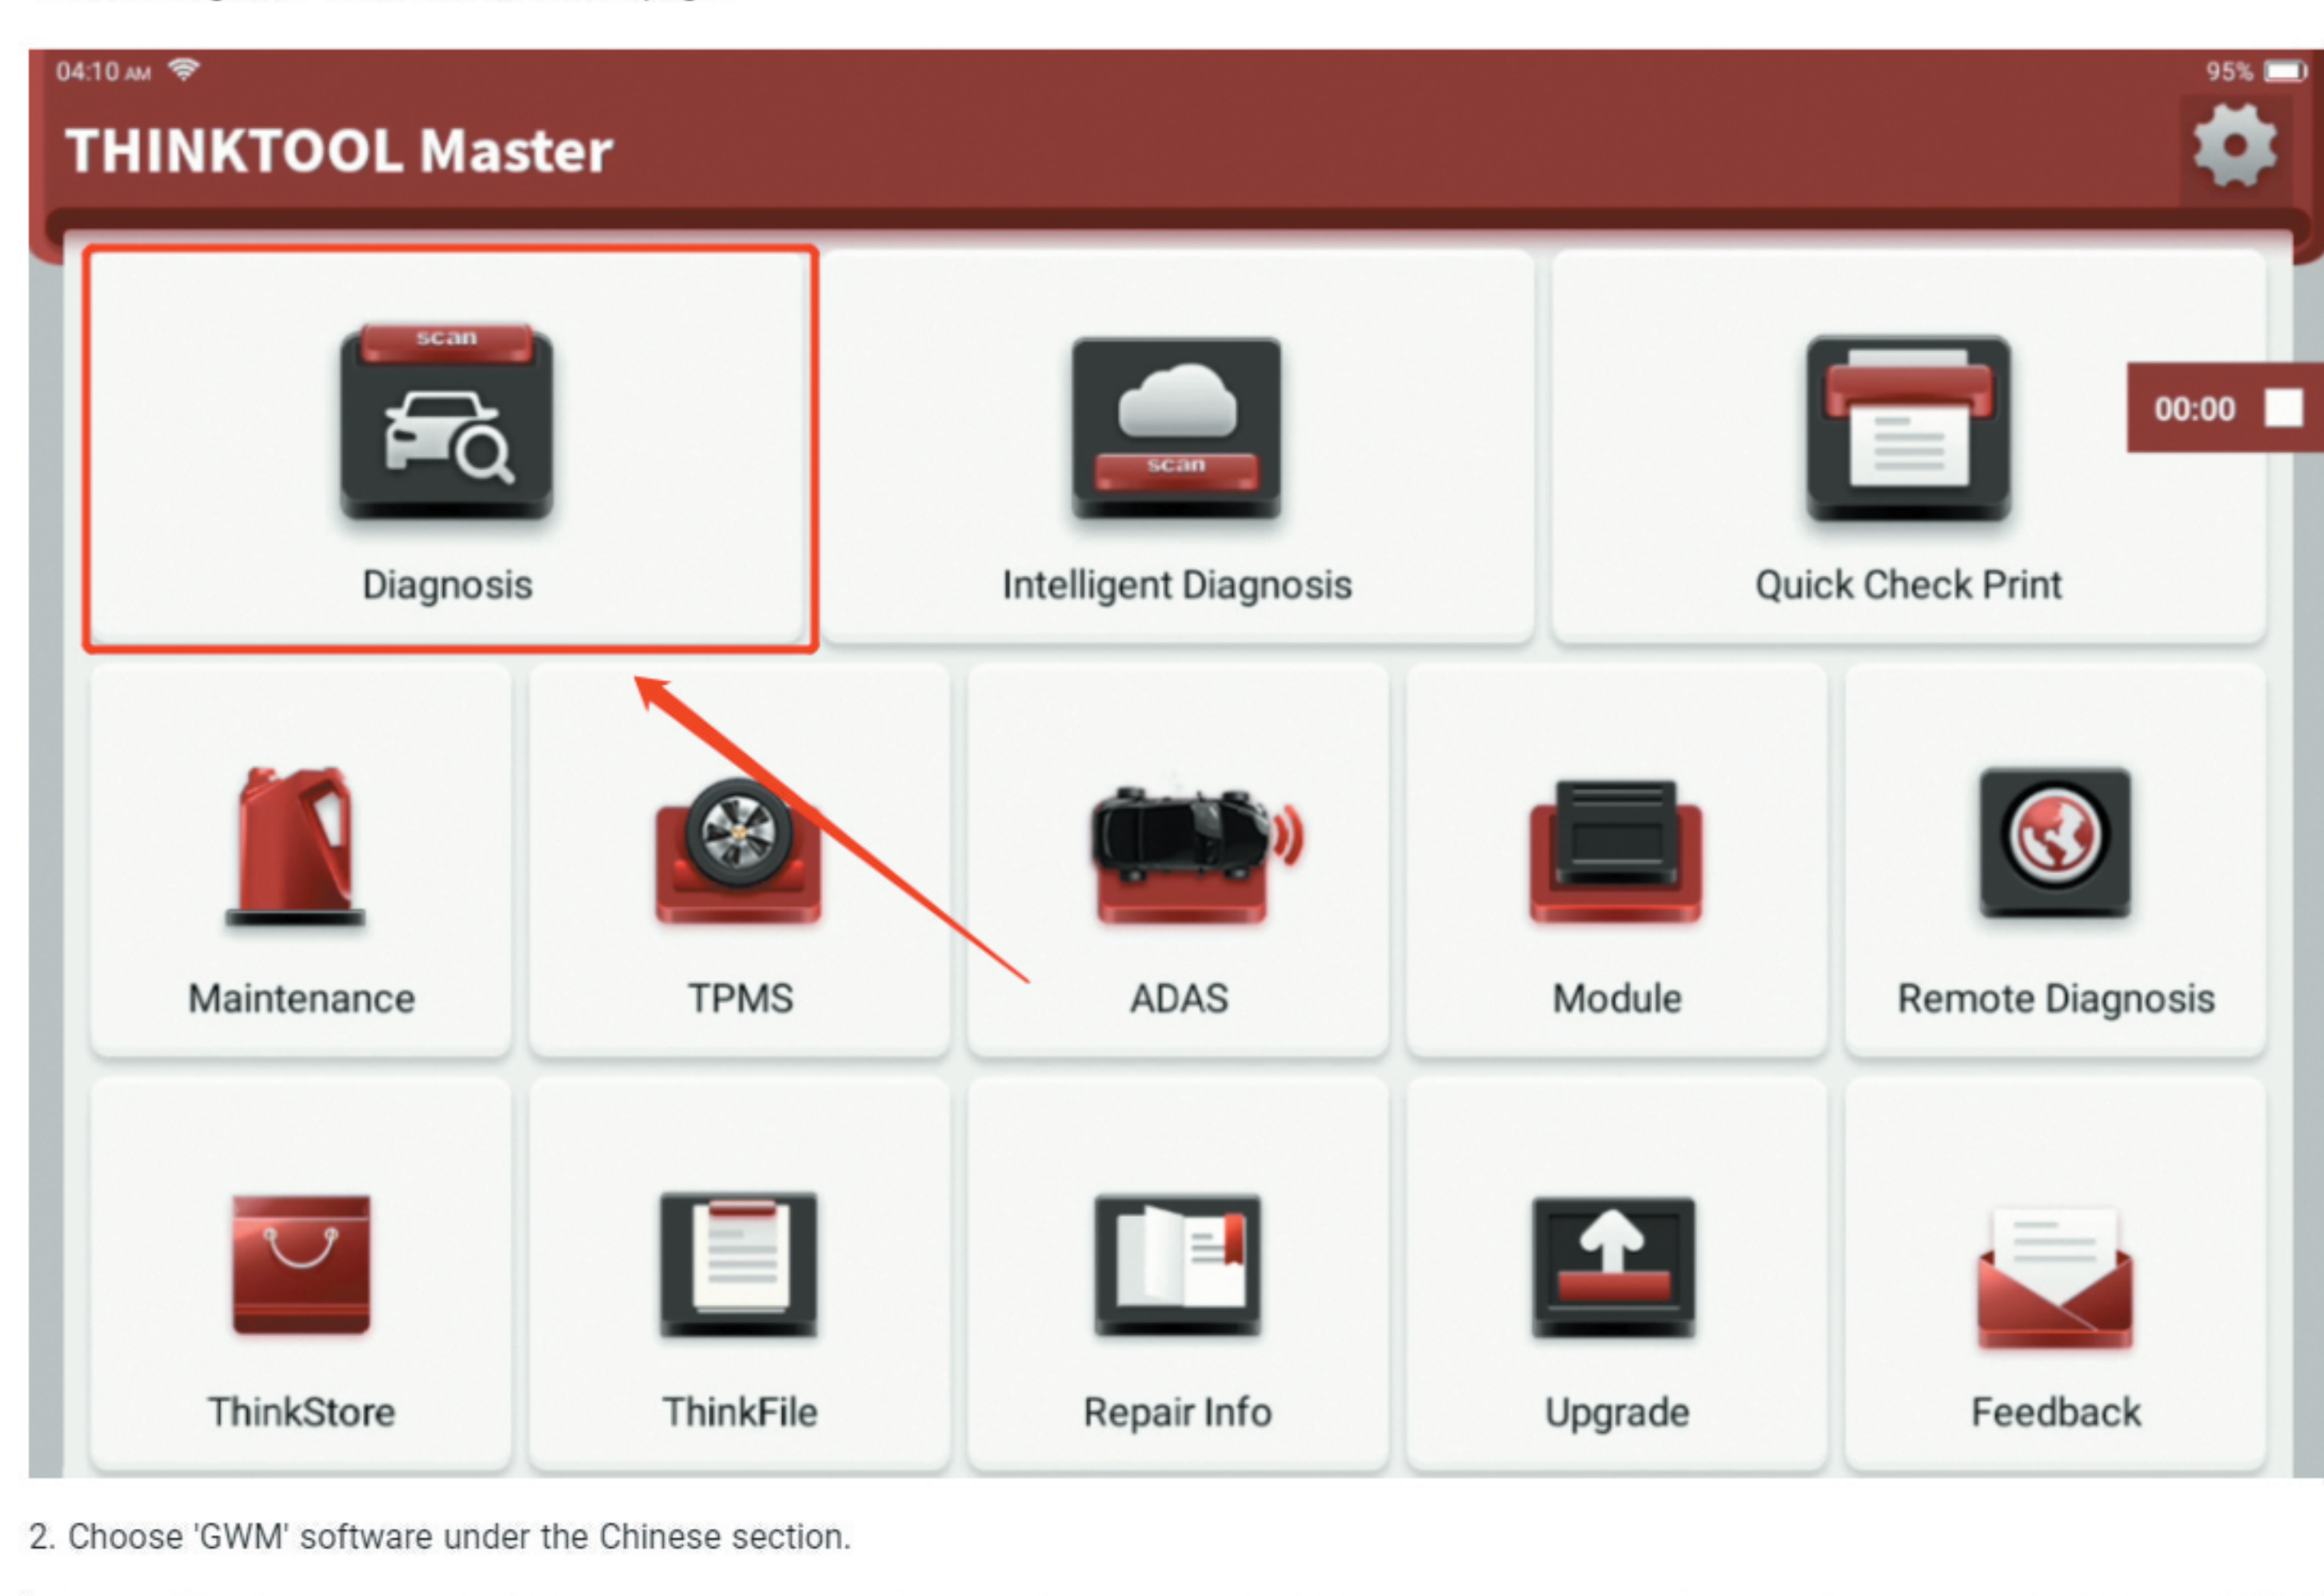 04:10 AM
95%
THINKTOOL Master
scan
scan
00:00
Diagnosis
Intelligent Diagnosis
Quick Check Print
Maintenance
TPMS
ADAS
Module
Remote Diagnosis
ThinkStore
ThinkFile
Repair Info
Upgrade
Feedback
2. Choose 'GWM' software under the Chinese section.